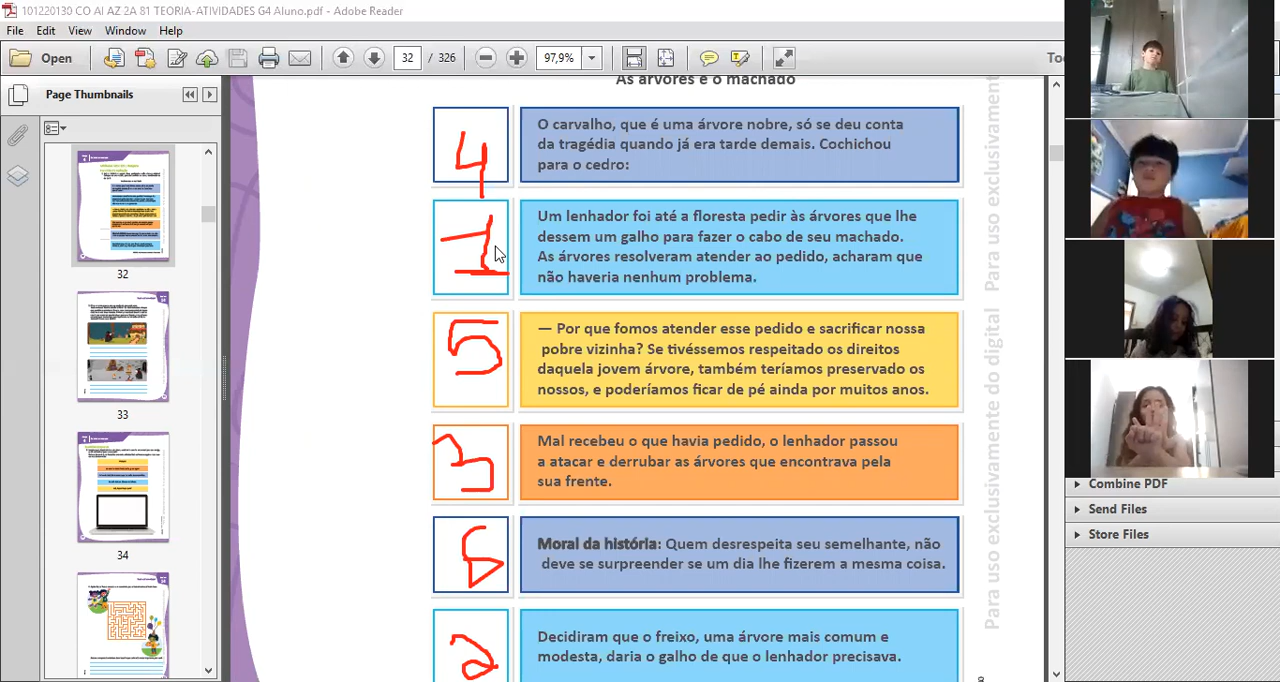 101220130 CO AI AZ 2A 81 TEORIA-ATIVIDADES G4 Aluno.pdf - Adobe Reader
File Edit View Window Help
Open 32 / 328 97,9% Too
Page Thumbnails
32
33
34
As árvores e o machado
4
O carvalho, que é uma árvore nobre, só se deu conta
da tragédia quando já era tarde demais. Cochichou
para o cedro:
1
Um lenhador foi até a floresta pedir às árvores que lhe
dessem um galho para fazer o cabo de seu machado.
As árvores resolveram atender ao pedido, acharam que
não haveria nenhum problema.
5
— Por que fomos atender esse pedido e sacrificar nossa
pobre vizinha? Se tivéssemos respeitado os direitos
daquela jovem árvore, também teríamos preservado os
nossos, e poderíamos ficar de pé ainda por muitos anos.
3
Mal recebeu o que havia pedido, o lenhador passou
a atacar e derrubar as árvores que encontrava pela
sua frente.
6
Moral da história: Quem desrespeita seu semelhante, não
deve se surpreender se um dia lhe fizerem a mesma coisa.
2
Decidiram que o freixo, uma árvore mais comum e
modesta, daria o galho de que o lenhador precisava.
Para uso exclusivamente do digital Para uso exclusivament
Combine PDF
Send Files
Store Files